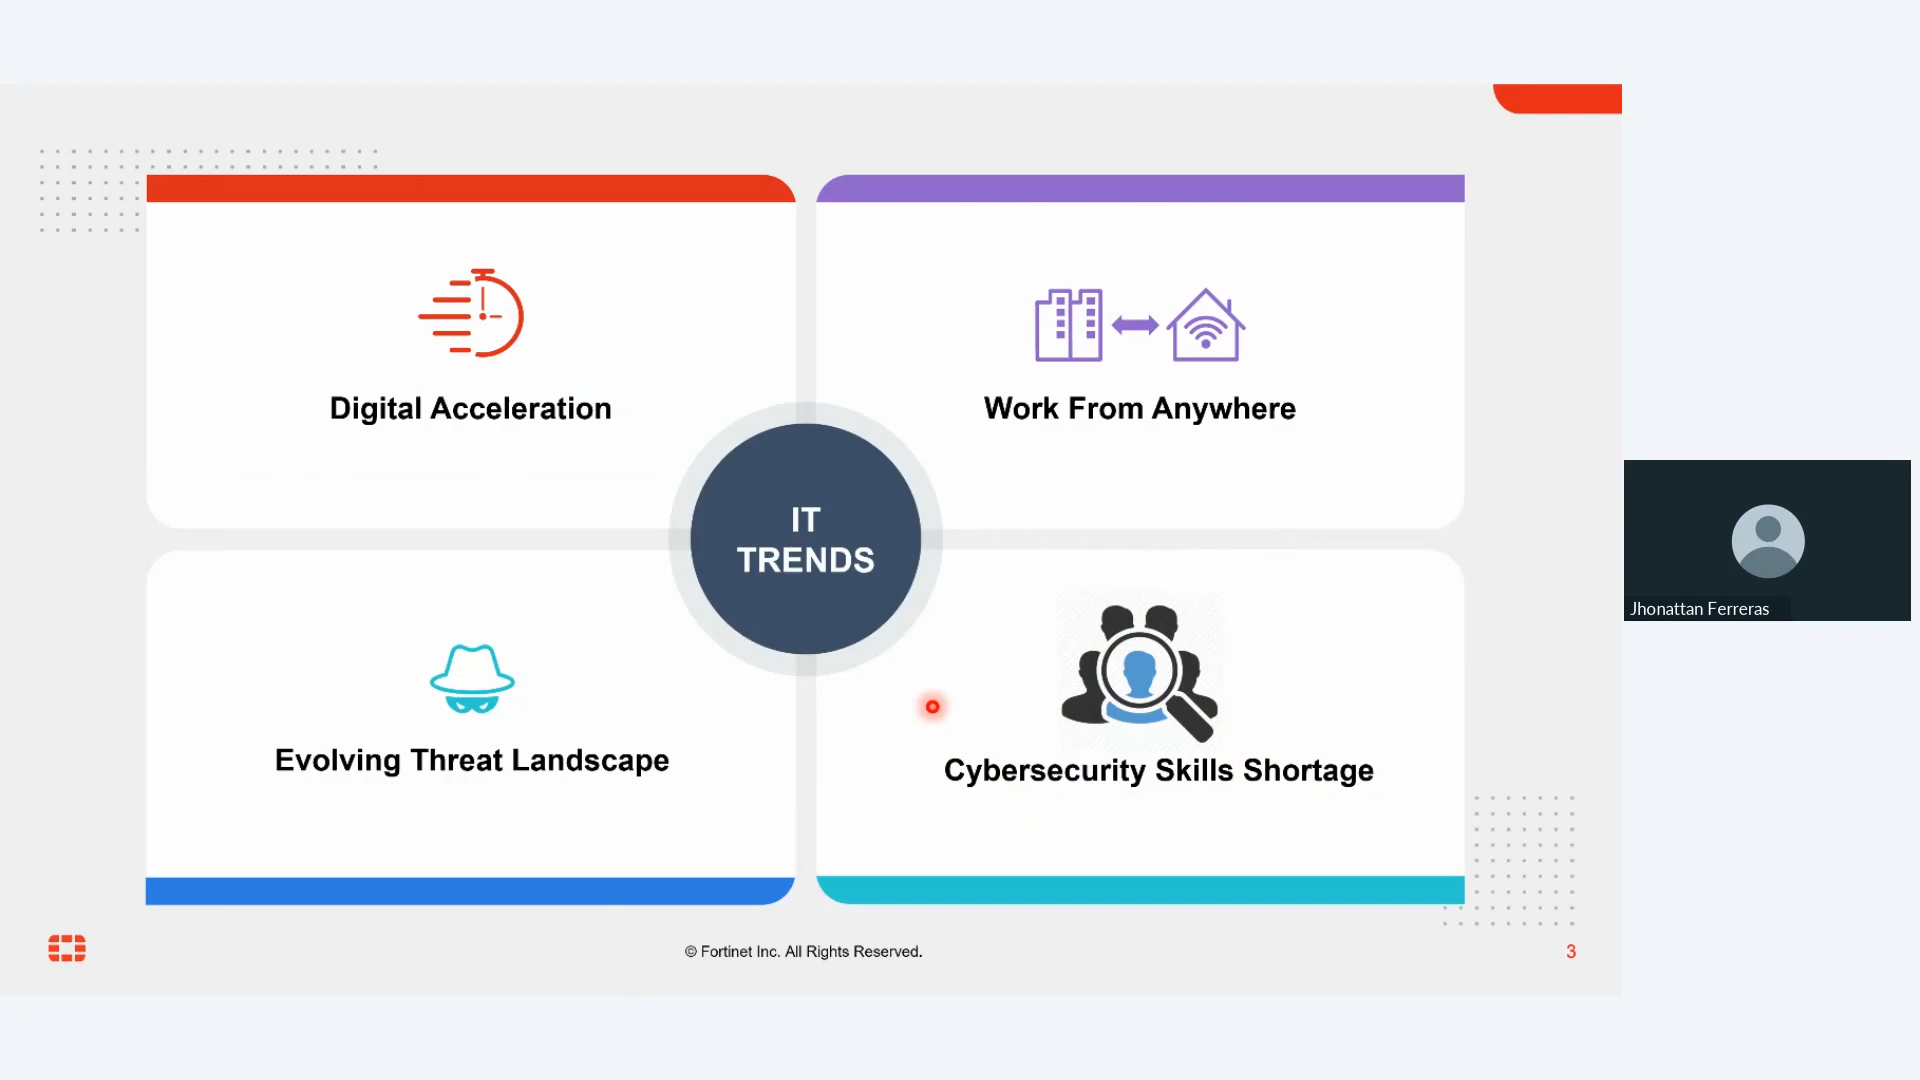 Digital Acceleration
Work From Anywhere
IT
TRENDS
Evolving Threat Landscape
Cybersecurity Skills Shortage
Jhonattan Ferreras
© Fortinet Inc. All Rights Reserved.
3